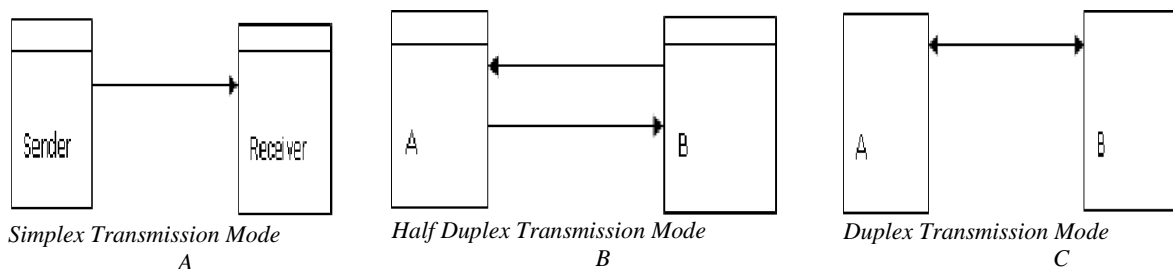 Sender
Receiver
Simplex Transmission Mode
A
A
B
Half Duplex Transmission Mode
B
A
B
Duplex Transmission Mode
C